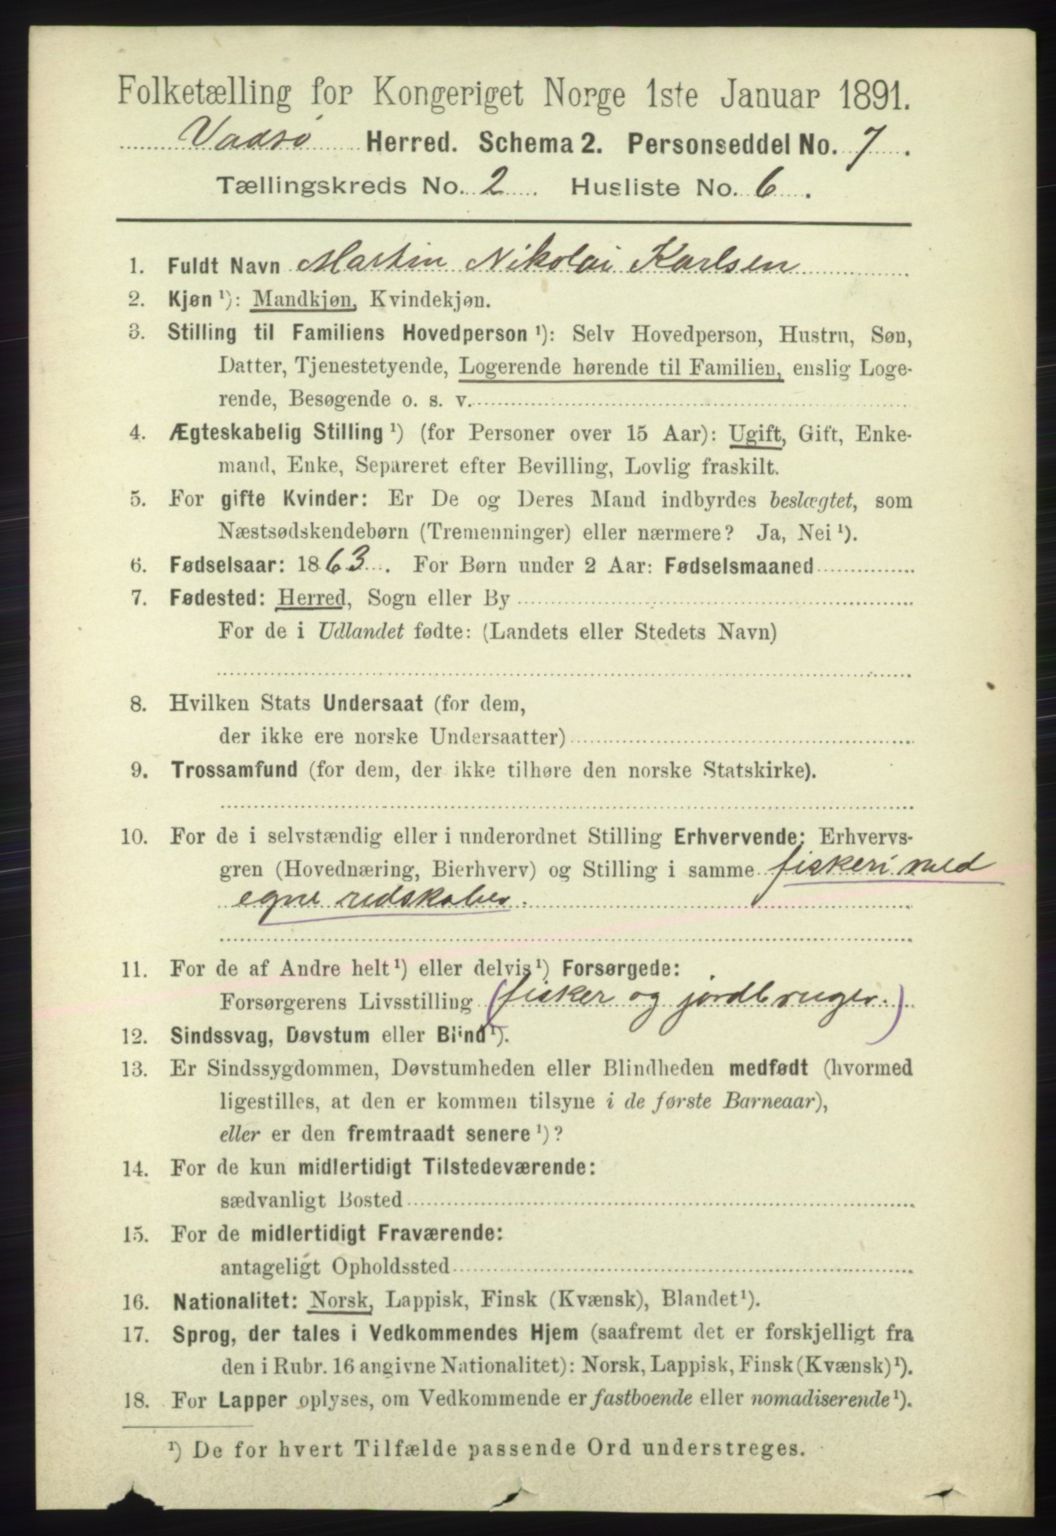 Folketælling for Kongeriget Norge 1ste Januar 1891.
Vadsø Herred. Schema 2. Personseddel No. 7.
Tællingskreds No. 2 Husliste No. 6.
1. Fuldt Navn Martin Nikolai Karlsen
2. Kjøn ¹): Mandkjøn, Kvindekjøn.
3. Stilling til Familiens Hovedperson ¹): Selv Hovedperson, Hustru, Søn,
Datter, Tjenestetyende, Logerende hørende til Familien, enslig Loge-
rende, Besøgende o. s. v.
4. Ægteskabelig Stilling ¹) (for Personer over 15 Aar): Ugift, Gift, Enke-
mand, Enke, Separeret efter Bevilling, Lovlig fraskilt.
5. For gifte Kvinder: Er De og Deres Mand indbyrdes beslægtet, som
Næstsødskendebørn (Tremenninger) eller nærmere? Ja, Nei ¹).
6. Fødselsaar: 1863. For Børn under 2 Aar: Fødselsmaaned
7. Fødested: Herred, Sogn eller By
For de i Udlandet fødte: (Landets eller Stedets Navn)
8. Hvilken Stats Undersaat (for dem,
der ikke ere norske Undersaatter)
9. Trossamfund (for dem, der ikke tilhøre den norske Statskirke).
10. For de i selvstændig eller i underordnet Stilling Erhvervende: Erhvervs-
gren (Hovednæring, Bierhverv) og Stilling i samme fiskeri med
egne redskaber.
11. For de af Andre helt ¹) eller delvis ¹) Forsørgede:
Forsørgerens Livsstilling (fisker og jordbruger.)
12. Sindssvag, Døvstum eller Blind ¹).
13. Er Sindssygdommen, Døvstumheden eller Blindheden medfødt (hvormed
ligestilles, at den er kommen tilsyne i de første Barneaar),
eller er den fremtraadt senere ¹)?
14. For de kun midlertidigt Tilstedeværende:
sædvanligt Bosted
15. For de midlertidigt Fraværende:
antageligt Opholdssted
16. Nationalitet: Norsk, Lappisk, Finsk (Kvænsk), Blandet ¹).
17. Sprog, der tales i Vedkommendes Hjem (saafremt det er forskjelligt fra
den i Rubr. 16 angivne Nationalitet): Norsk, Lappisk, Finsk (Kvænsk) ¹).
18. For Lapper oplyses, om Vedkommende er fastboende eller nomadiserende ¹).
¹) De for hvert Tilfælde passende Ord understreges.